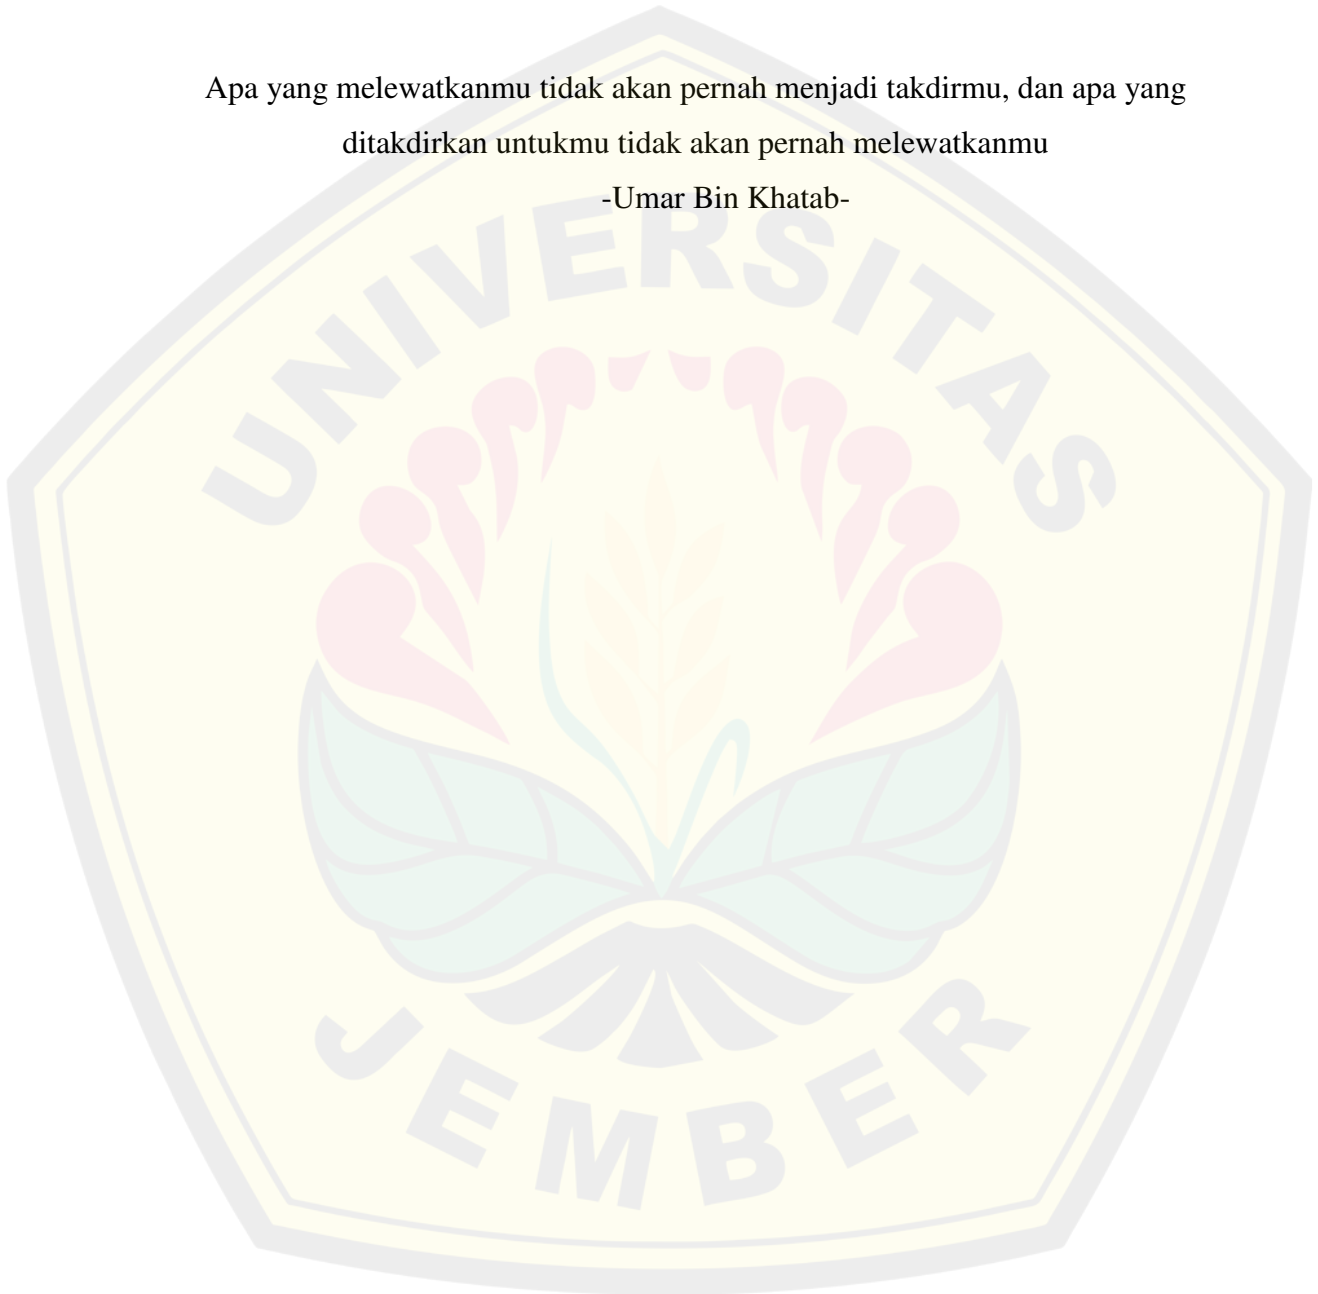 Apa yang melewatkanmu tidak akan pernah menjadi takdirmu, dan apa yang
ditakdirkan untukmu tidak akan pernah melewatkanmu
-Umar Bin Khatab-
UNIVERSITAS
JEMBER